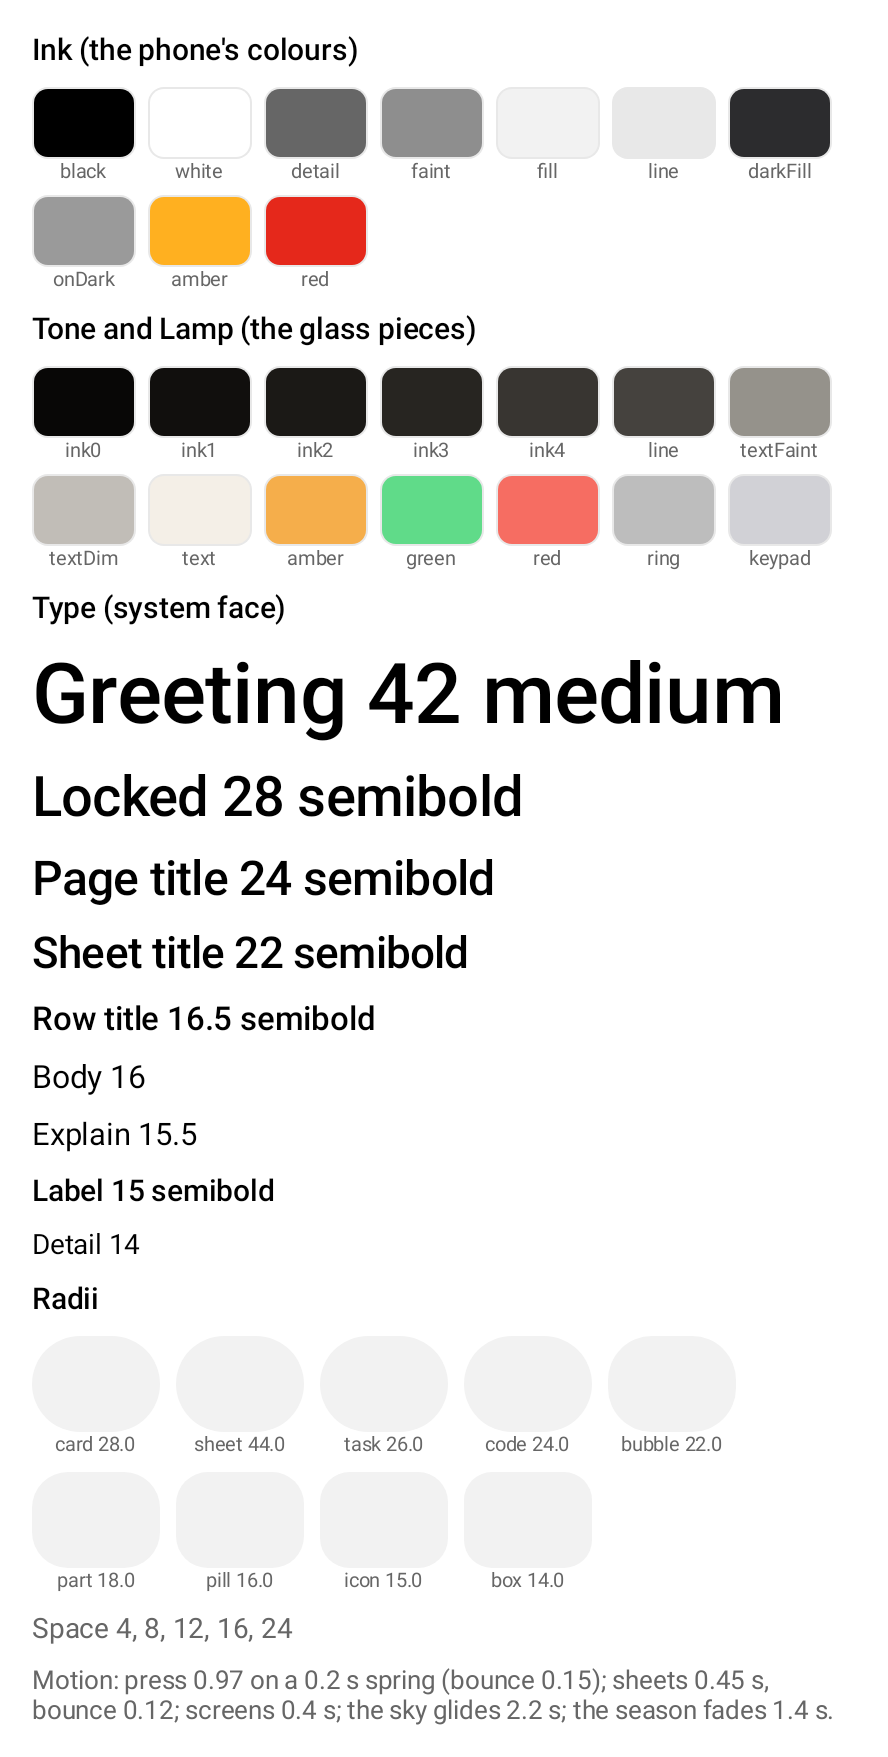 Ink (the phone's colours)
black white detail faint fill line darkFill
onDark amber red
Tone and Lamp (the glass pieces)
ink0 ink1 ink2 ink3 ink4 line textFaint
textDim text amber green red ring keypad
Type (system face)
Greeting 42 medium
Locked 28 semibold
Page title 24 semibold
Sheet title 22 semibold
Row title 16.5 semibold
Body 16
Explain 15.5
Label 15 semibold
Detail 14
Radii
card 28.0 sheet 44.0 task 26.0 code 24.0 bubble 22.0
part 18.0 pill 16.0 icon 15.0 box 14.0
Space 4, 8, 12, 16, 24
Motion: press 0.97 on a 0.2 s spring (bounce 0.15); sheets 0.45 s,
bounce 0.12; screens 0.4 s; the sky glides 2.2 s; the season fades 1.4 s.